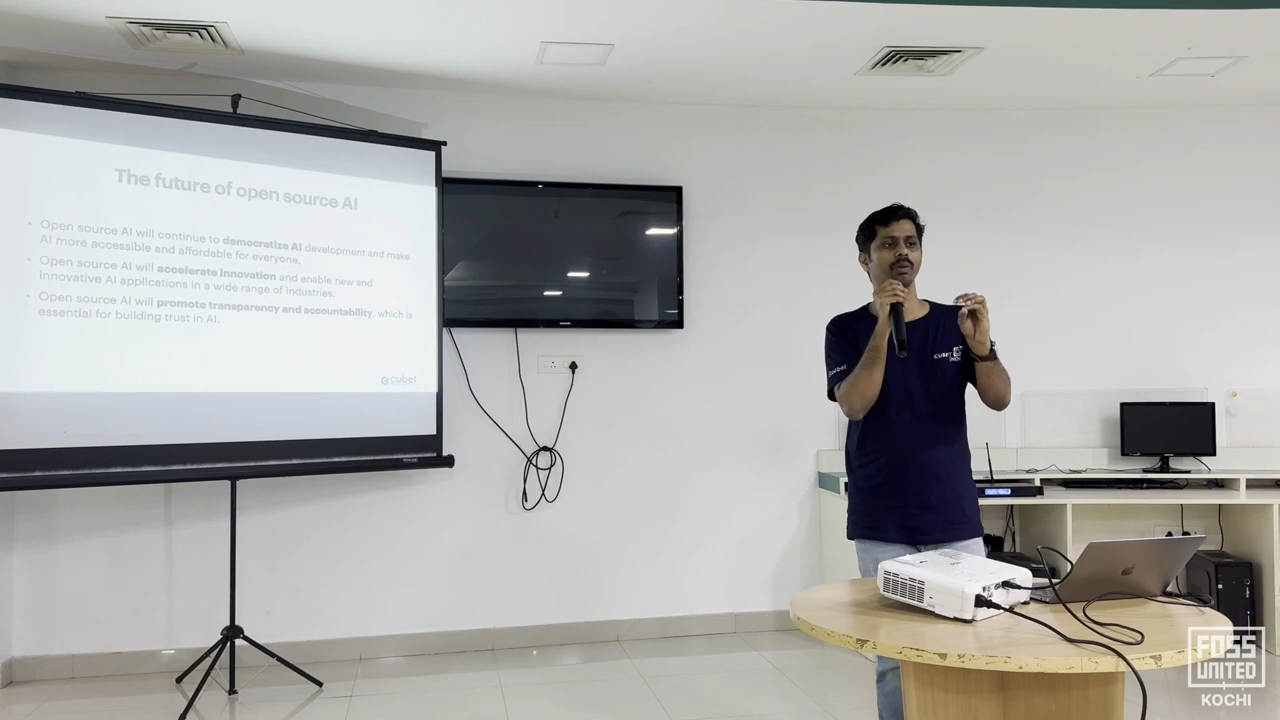 The future of open source AI
• Open source AI will continue to democratize AI development and make
AI more accessible and affordable for everyone.
• Open source AI will accelerate innovation and enable new and
innovative AI applications in a wide range of industries.
• Open source AI will promote transparency and accountability, which is
essential for building trust in AI.
cubet
CUBET
FOSS
UNITED
KOCHI